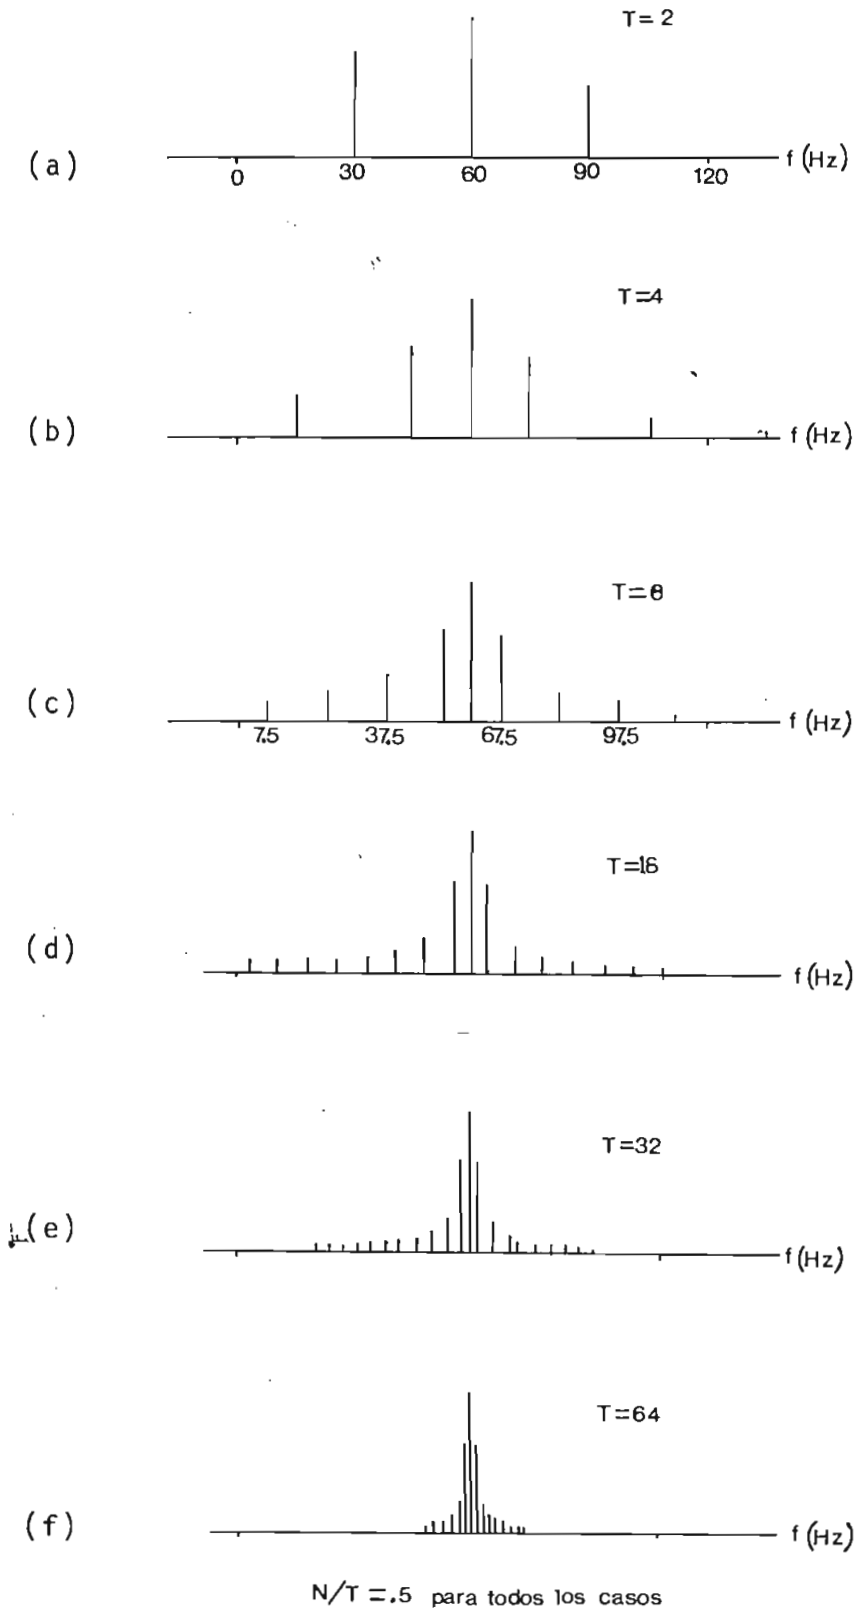 T= 2
(a)
0 30 60 90 120 f (Hz)
T=4
(b)
f (Hz)
T=8
(c)
7.5 37.5 67.5 97.5 f (Hz)
T=16
(d)
f (Hz)
T=32
(e)
f (Hz)
T=64
(f)
f (Hz)
N/T =.5 para todos los casos